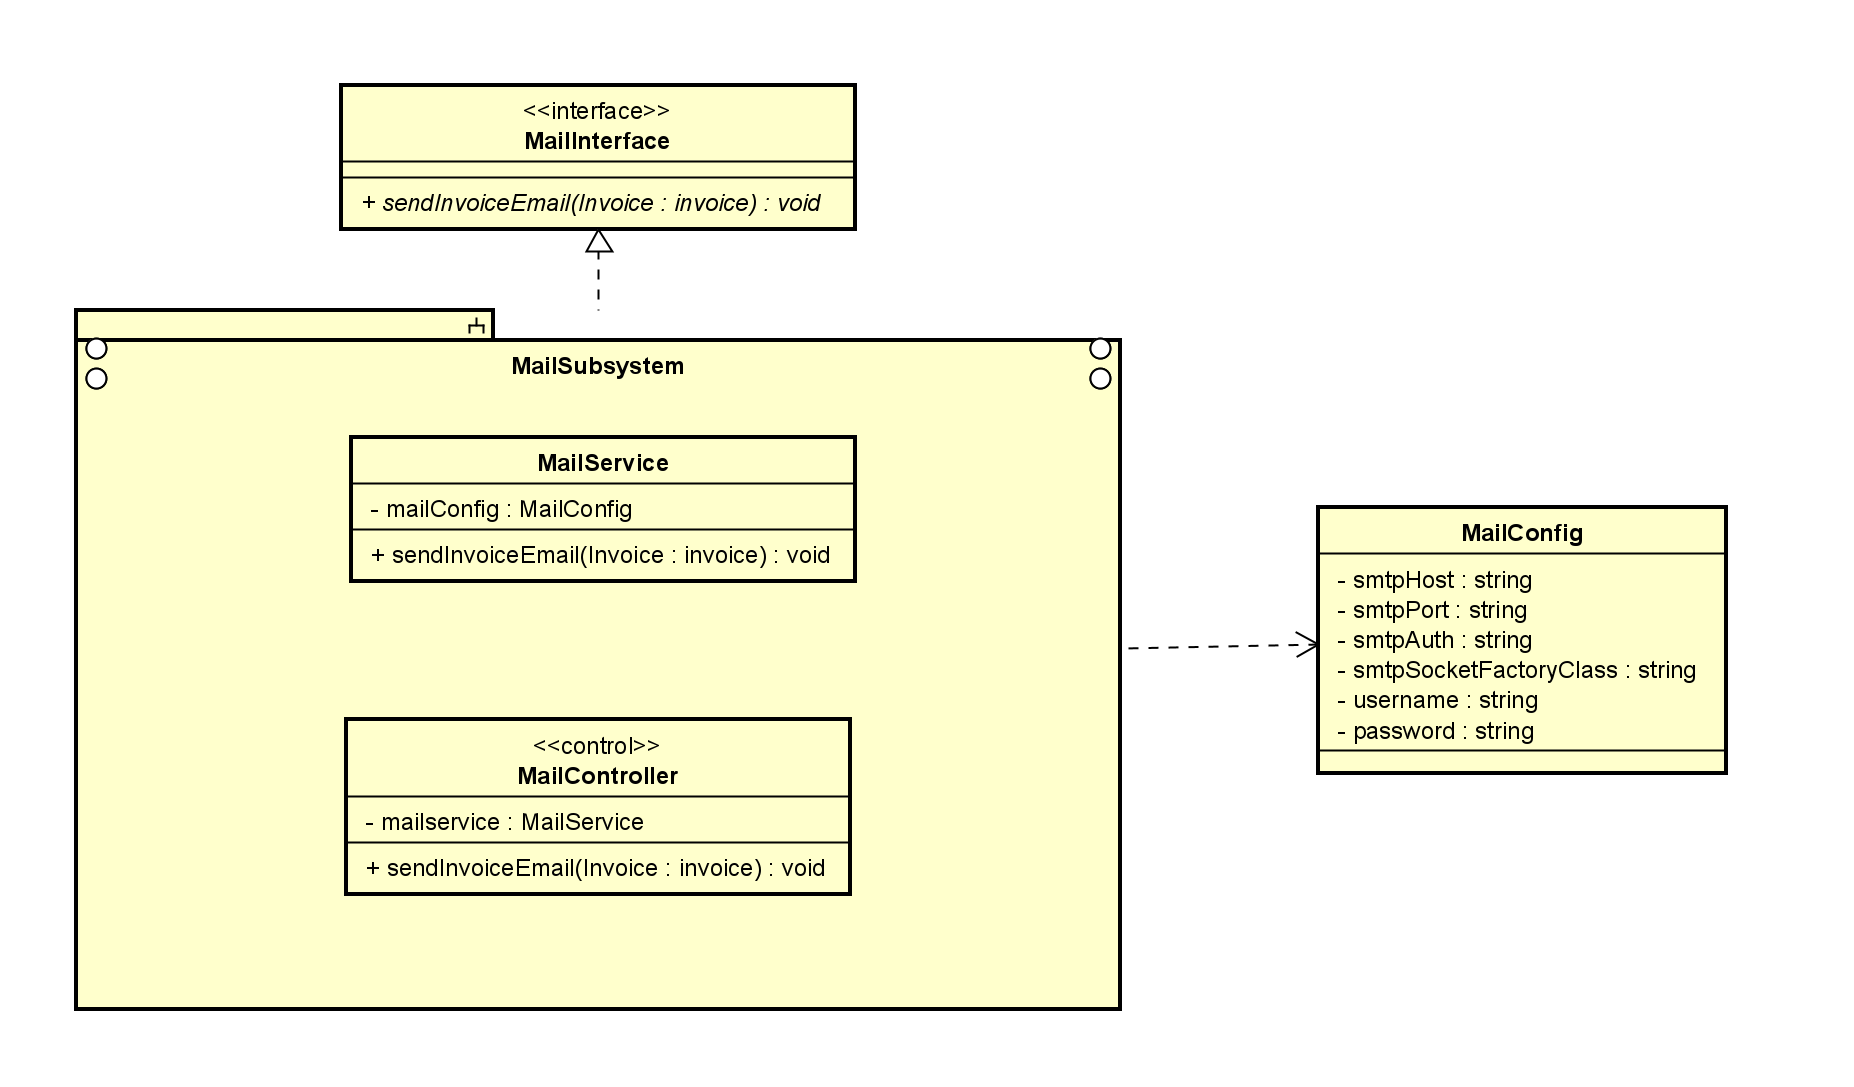 <<interface>>
MailInterface
+ sendInvoiceEmail(Invoice : invoice) : void
MailSubsystem
MailService
- mailConfig : MailConfig
+ sendInvoiceEmail(Invoice : invoice) : void
<<control>>
MailController
- mailservice : MailService
+ sendInvoiceEmail(Invoice : invoice) : void
MailConfig
- smtpHost : string
- smtpPort : string
- smtpAuth : string
- smtpSocketFactoryClass : string
- username : string
- password : string